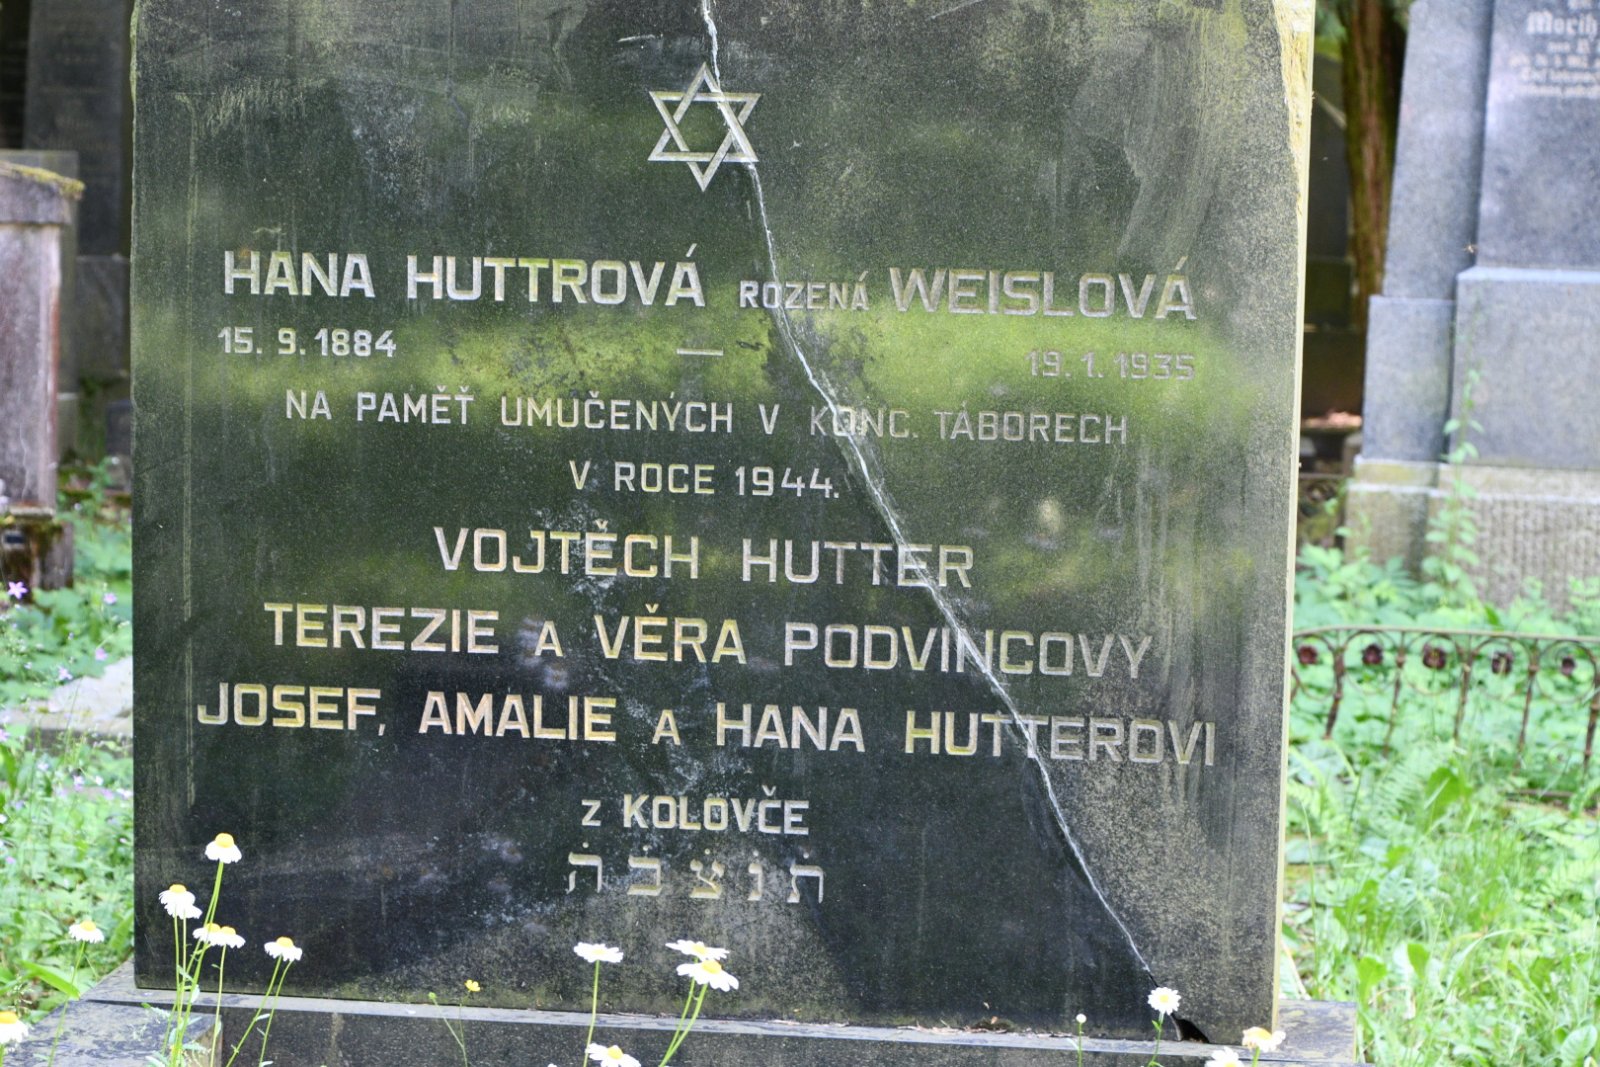 HANA HUTTROVÁ ROZENÁ WEISLOVÁ
15. 9. 1884 — 19. 1. 1935
NA PAMĚŤ UMUČENÝCH V KONC. TÁBORECH
V ROCE 1944.
VOJTĚCH HUTTER
TEREZIE A VĚRA PODVINCOVY
JOSEF, AMALIE A HANA HUTTEROVI
Z KOLOVČE
ת נ צ ב ה
Morih